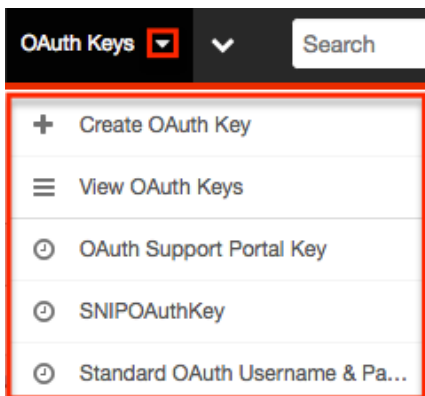 OAuth Keys Search
Create OAuth Key
View OAuth Keys
OAuth Support Portal Key
SNIPOAuthKey
Standard OAuth Username & Pa...